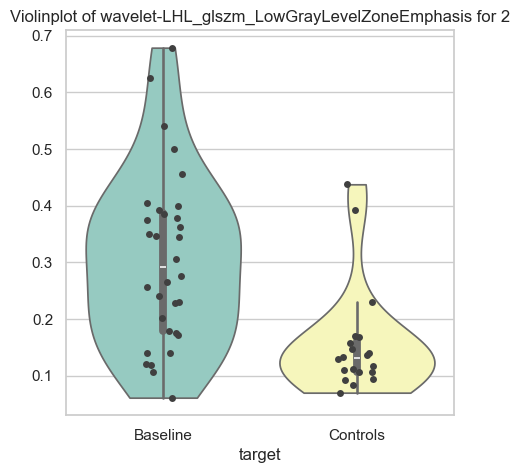 Violinplot of wavelet-LHL_glszm_LowGrayLevelZoneEmphasis for 2
0.7
0.6
0.5
0.4
0.3
0.2
0.1
Baseline
Controls
target